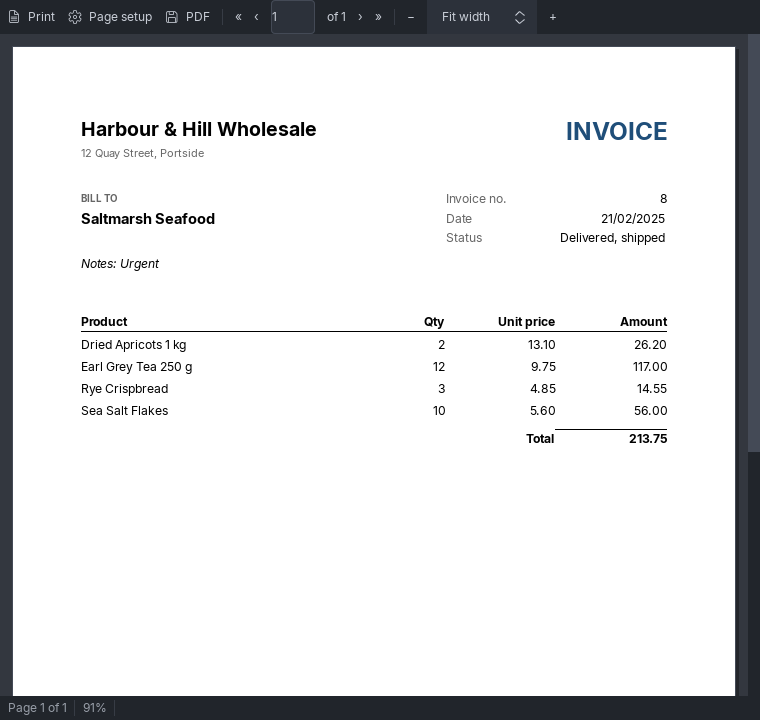 Print Page setup PDF « ‹ 1 of 1 › » − Fit width +
Harbour & Hill Wholesale INVOICE
12 Quay Street, Portside
BILL TO Invoice no. 8
Saltmarsh Seafood Date 21/02/2025
Status Delivered, shipped
Notes: Urgent
Product Qty Unit price Amount
Dried Apricots 1 kg 2 13.10 26.20
Earl Grey Tea 250 g 12 9.75 117.00
Rye Crispbread 3 4.85 14.55
Sea Salt Flakes 10 5.60 56.00
Total 213.75
Page 1 of 1 91%